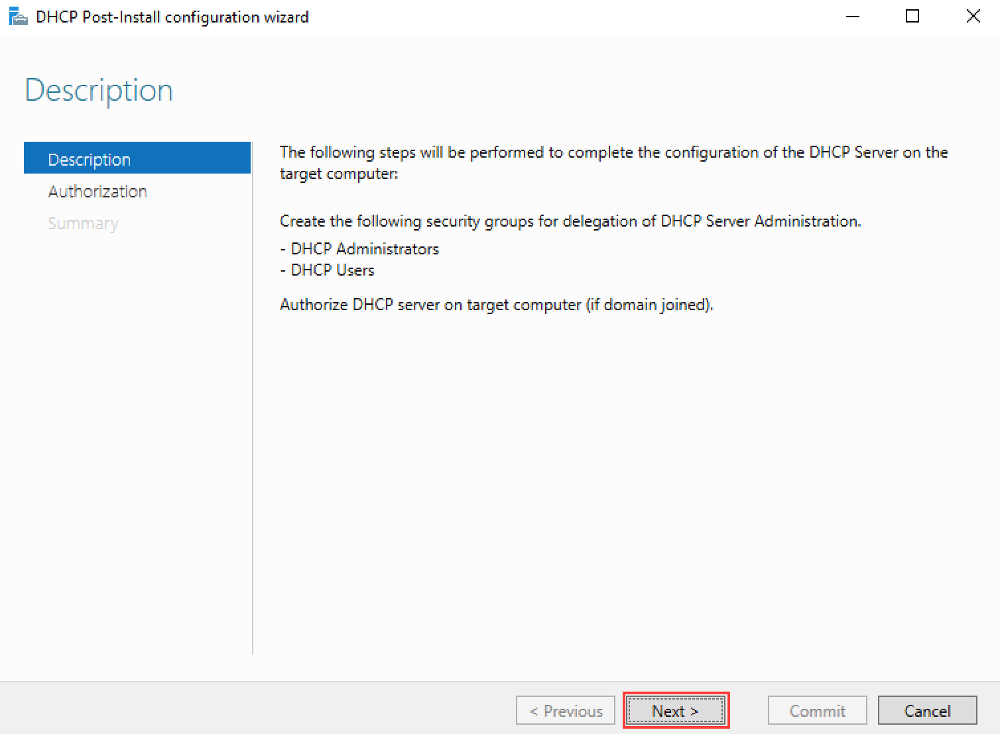 DHCP Post-Install configuration wizard
Description
Description
Authorization
Summary
The following steps will be performed to complete the configuration of the DHCP Server on the
target computer:
Create the following security groups for delegation of DHCP Server Administration.
- DHCP Administrators
- DHCP Users
Authorize DHCP server on target computer (if domain joined).
< Previous
Next >
Commit
Cancel